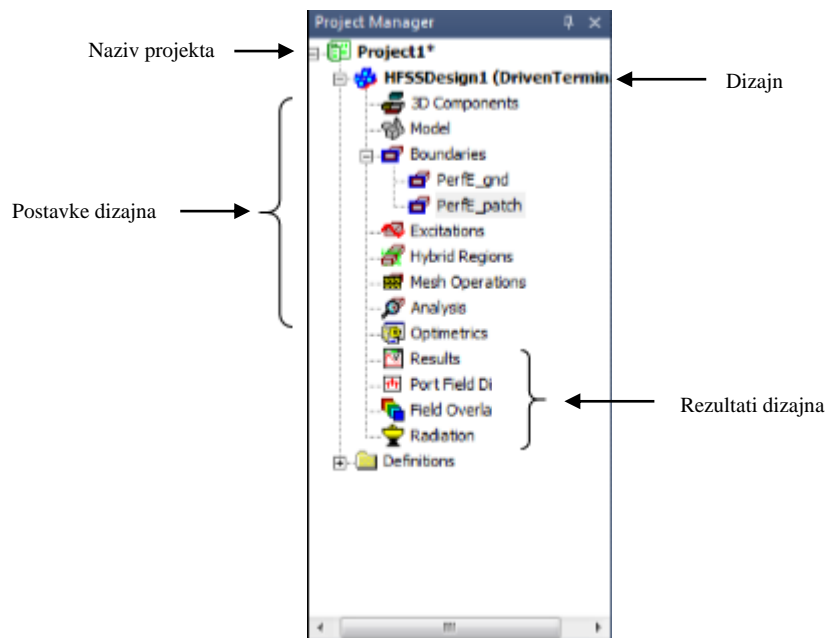 Project Manager
Naziv projekta
Project1*
HFSSDesign1 (DrivenTermin
Dizajn
3D Components
Model
Boundaries
PerfE_gnd
PerfE_patch
Postavke dizajna
Excitations
Hybrid Regions
Mesh Operations
Analysis
Optimetrics
Results
Port Field Di
Field Overla
Rezultati dizajna
Radiation
Definitions